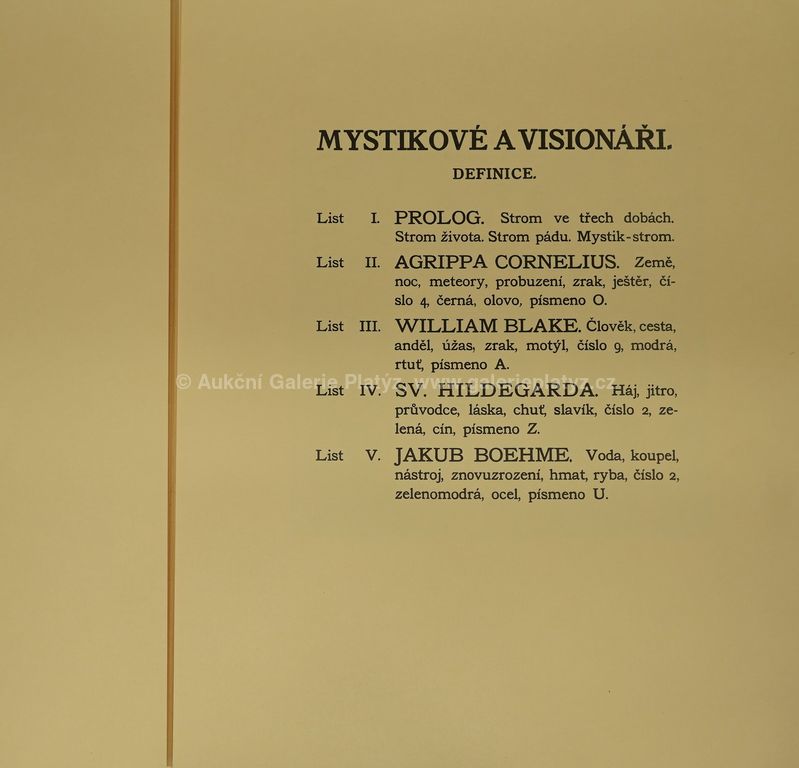 MYSTIKOVÉ A VISIONÁŘI.
DEFINICE.
List I. PROLOG. Strom ve třech dobách.
Strom života. Strom pádu. Mystik-strom.
List II. AGRIPPA CORNELIUS. Země,
noc, meteory, probuzení, zrak, ještěr, čí-
slo 4, černá, olovo, písmeno O.
List III. WILLIAM BLAKE. Člověk, cesta,
anděl, úžas, zrak, motýl, číslo 9, modrá,
rtuť, písmeno A.
© Aukční Galerie Platýz, www.galerieplatyz.cz
List IV. SV. HILDEGARDA. Háj, jitro,
průvodce, láska, chuť, slavík, číslo 2, ze-
lená, cín, písmeno Z.
List V. JAKUB BOEHME. Voda, koupel,
nástroj, znovuzrození, hmat, ryba, číslo 2,
zelenomodrá, ocel, písmeno U.